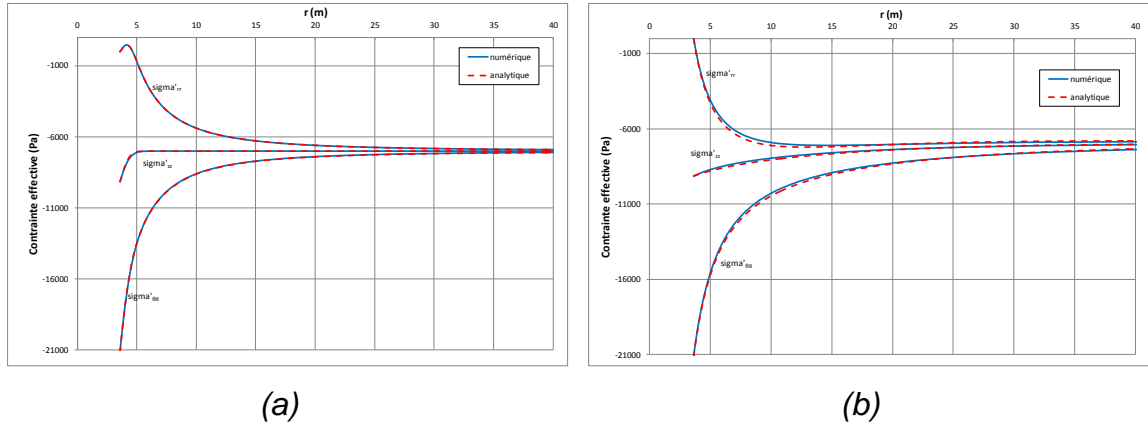 r (m)
0 5 10 15 20 25 30 35 40
-1000
-6000
-11000
-16000
-21000
Contrainte effective (Pa)
numérique
analytique
sigma'rr
sigma'zz
sigma'θθ
(a)
r (m)
0 5 10 15 20 25 30 35 40
-1000
-6000
-11000
-16000
-21000
Contrainte effective (Pa)
numérique
analytique
sigma'rr
sigma'zz
sigma'θθ
(b)